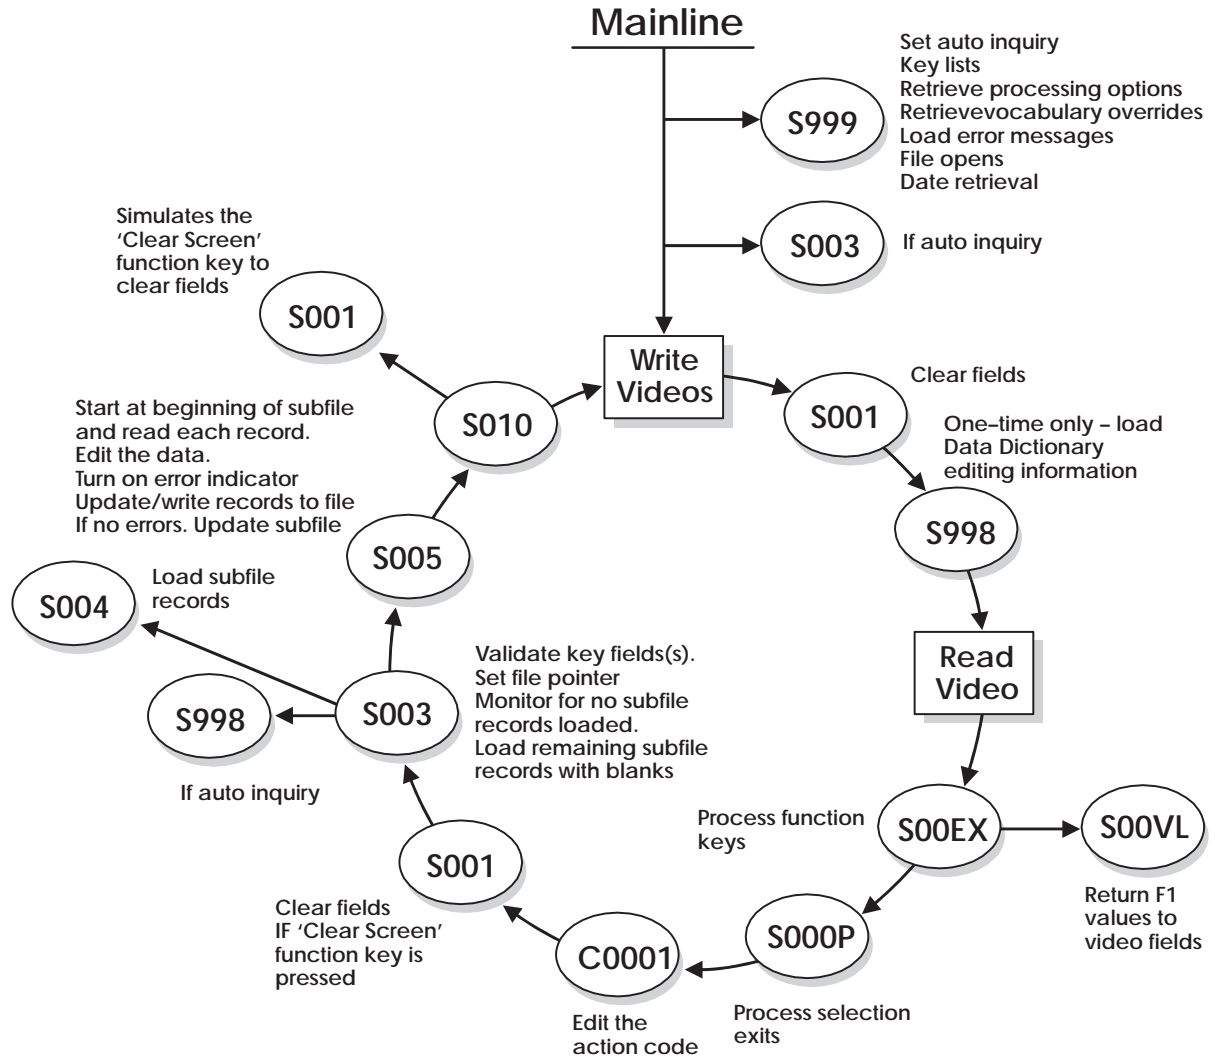 Mainline
Set auto inquiry
Key lists
Retrieve processing options
Retrievevocabulary overrides
Load error messages
File opens
Date retrieval
S999
S003
If auto inquiry
Simulates the
‘Clear Screen’
function key to
clear fields
S001
Write
Videos
S001
Clear fields
One–time only – load
Data Dictionary
editing information
S010
Start at beginning of subfile
and read each record.
Edit the data.
Turn on error indicator
Update/write records to file
If no errors. Update subfile
S998
S005
S004
Load subfile
records
Read
Video
Validate key fields(s).
Set file pointer
Monitor for no subfile
records loaded.
Load remaining subfile
records with blanks
S003
S998
If auto inquiry
Process function
keys
S00EX
S00VL
Return F1
values to
video fields
S001
Clear fields
IF ‘Clear Screen’
function key is
pressed
S000P
C0001
Process selection
exits
Edit the
action code